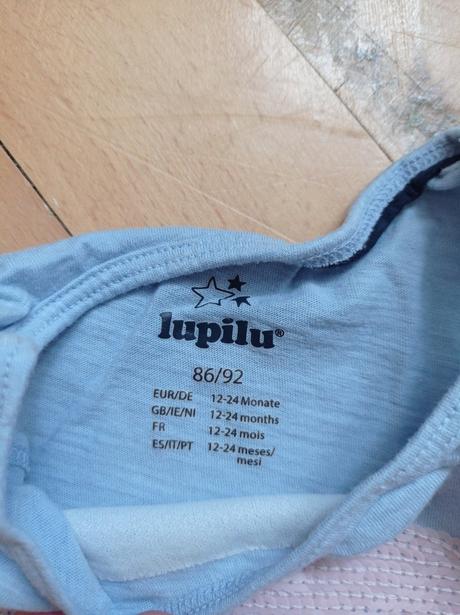 lupilu®
86/92
EUR/DE 12-24 Monate
GB/IE/NI 12-24 months
FR 12-24 mois
ES/IT/PT 12-24 meses/
mesi